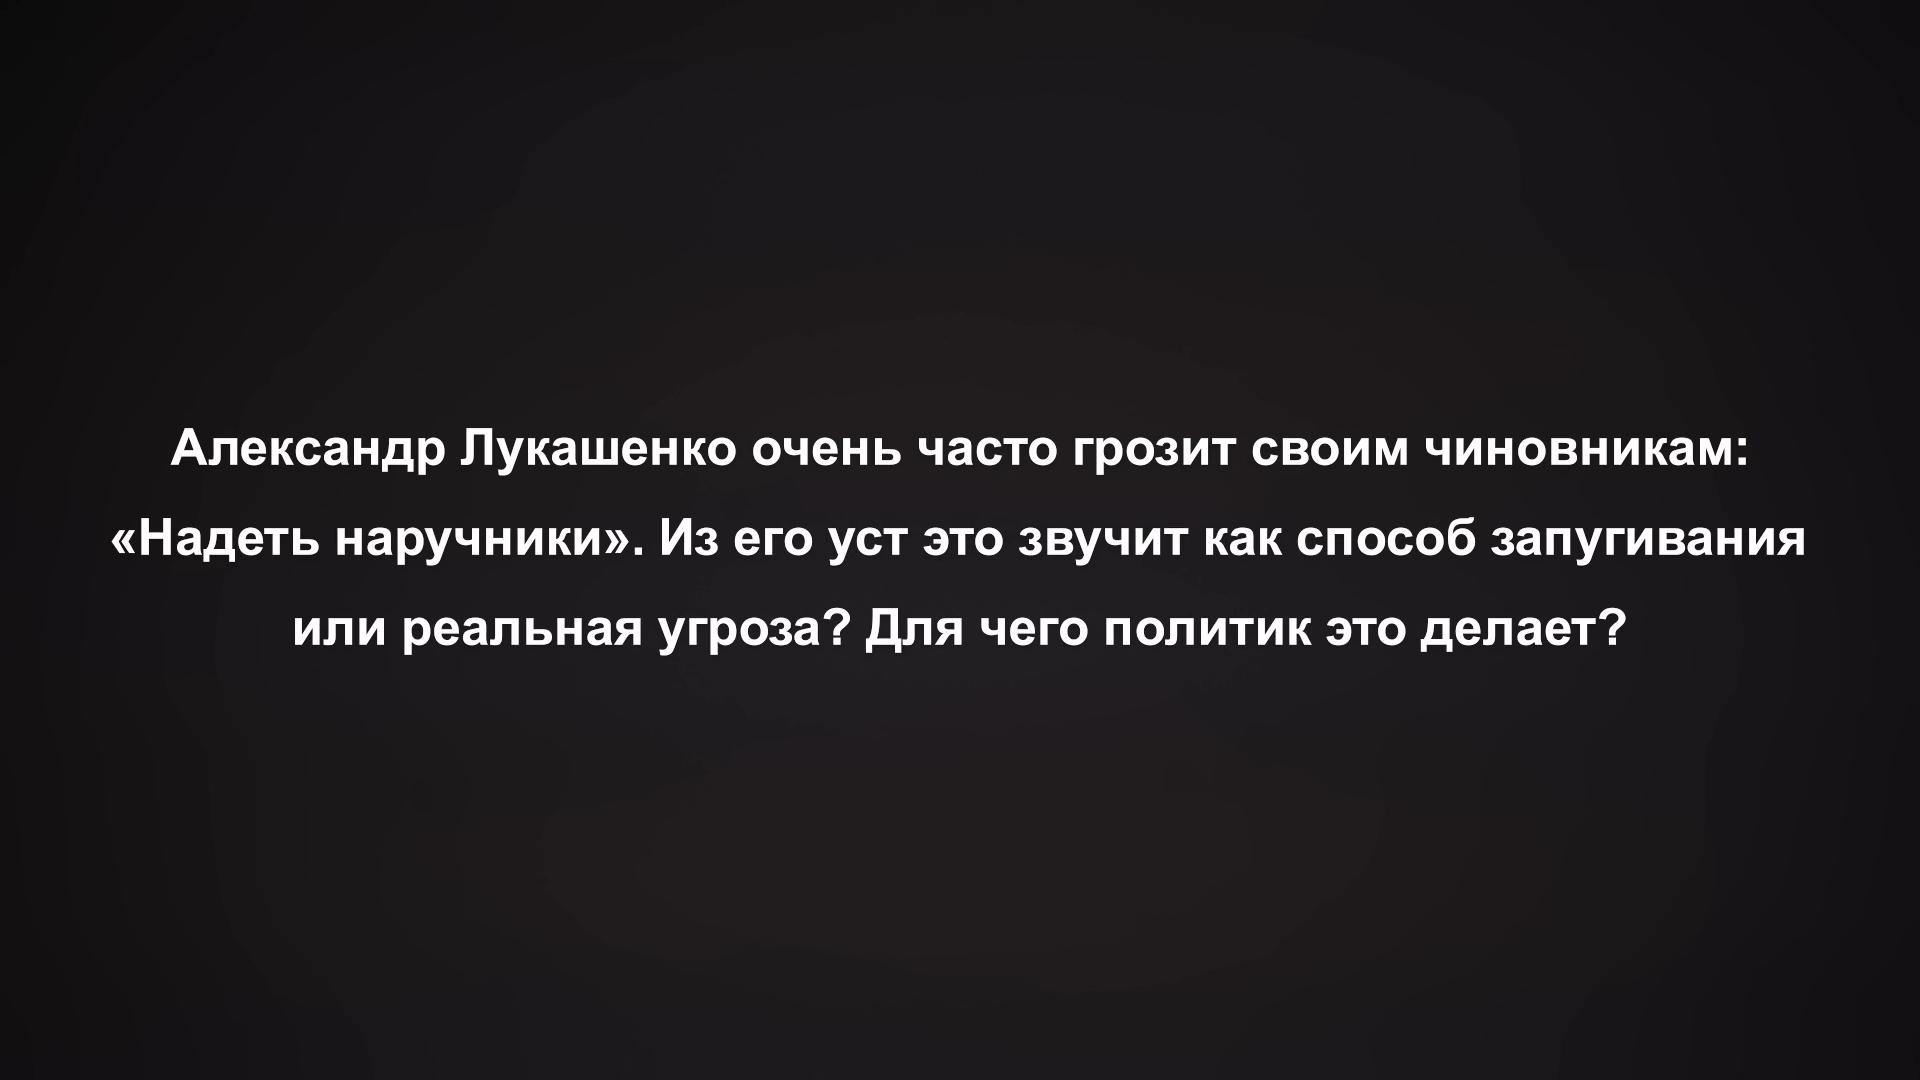 Александр Лукашенко очень часто грозит своим чиновникам:
«Надеть наручники». Из его уст это звучит как способ запугивания
или реальная угроза? Для чего политик это делает?